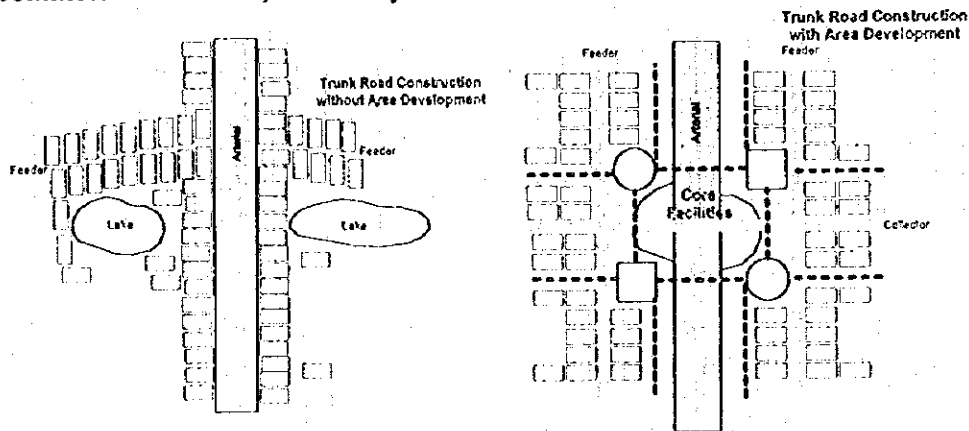 Trunk Road Construction
without Area Development
Arterial
Feeder
Feeder
Lake
Lake
Trunk Road Construction
with Area Development
Feeder
Feeder
Arterial
Core
Facilities
Collector